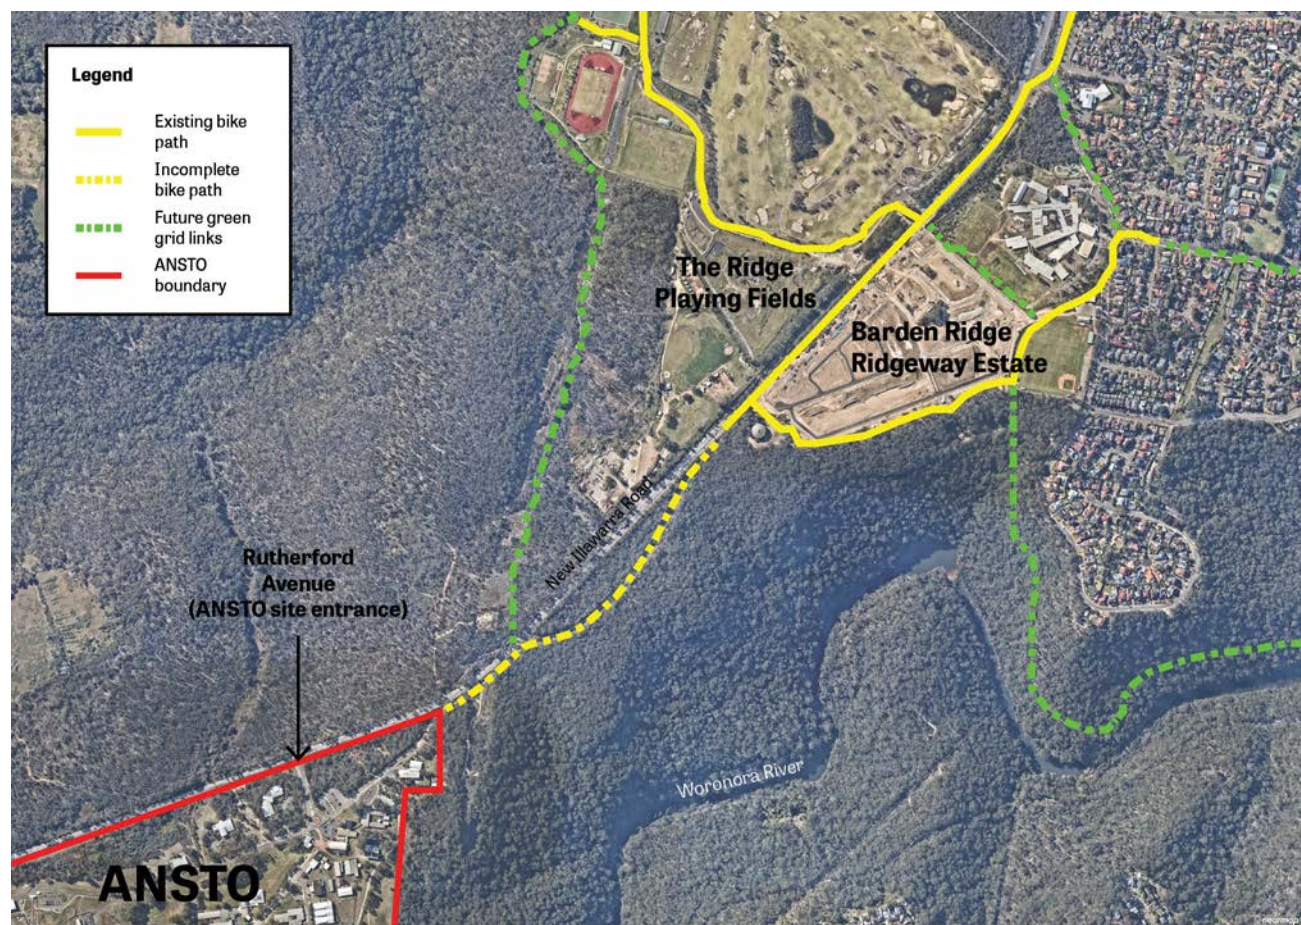 Legend
Existing bike
path
Incomplete
bike path
Future green
grid links
ANSTO
boundary
The Ridge
Playing Fields
Barden Ridge
Ridgeway Estate
New Illawarra Road
Rutherford
Avenue
(ANSTO site entrance)
Woronora River
ANSTO
nearmap